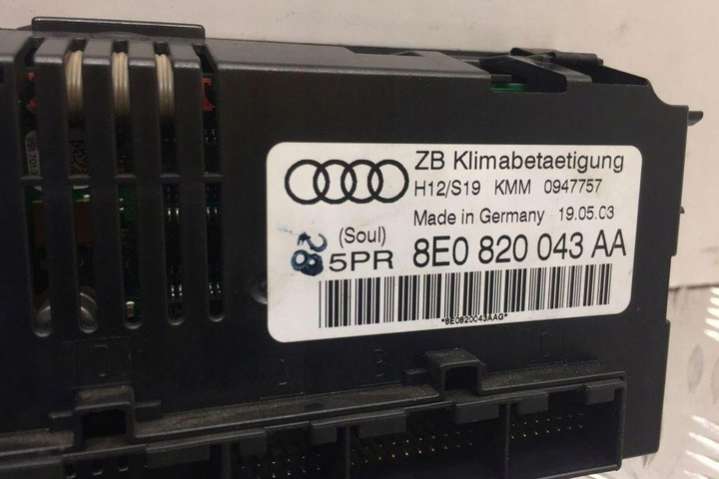 ZB Klimabetaetigung
H12/S19 KMM 0947757
Made in Germany 19.05.03
(Soul)
28 5PR 8E0 820 043 AA
*8E0820043AAG*